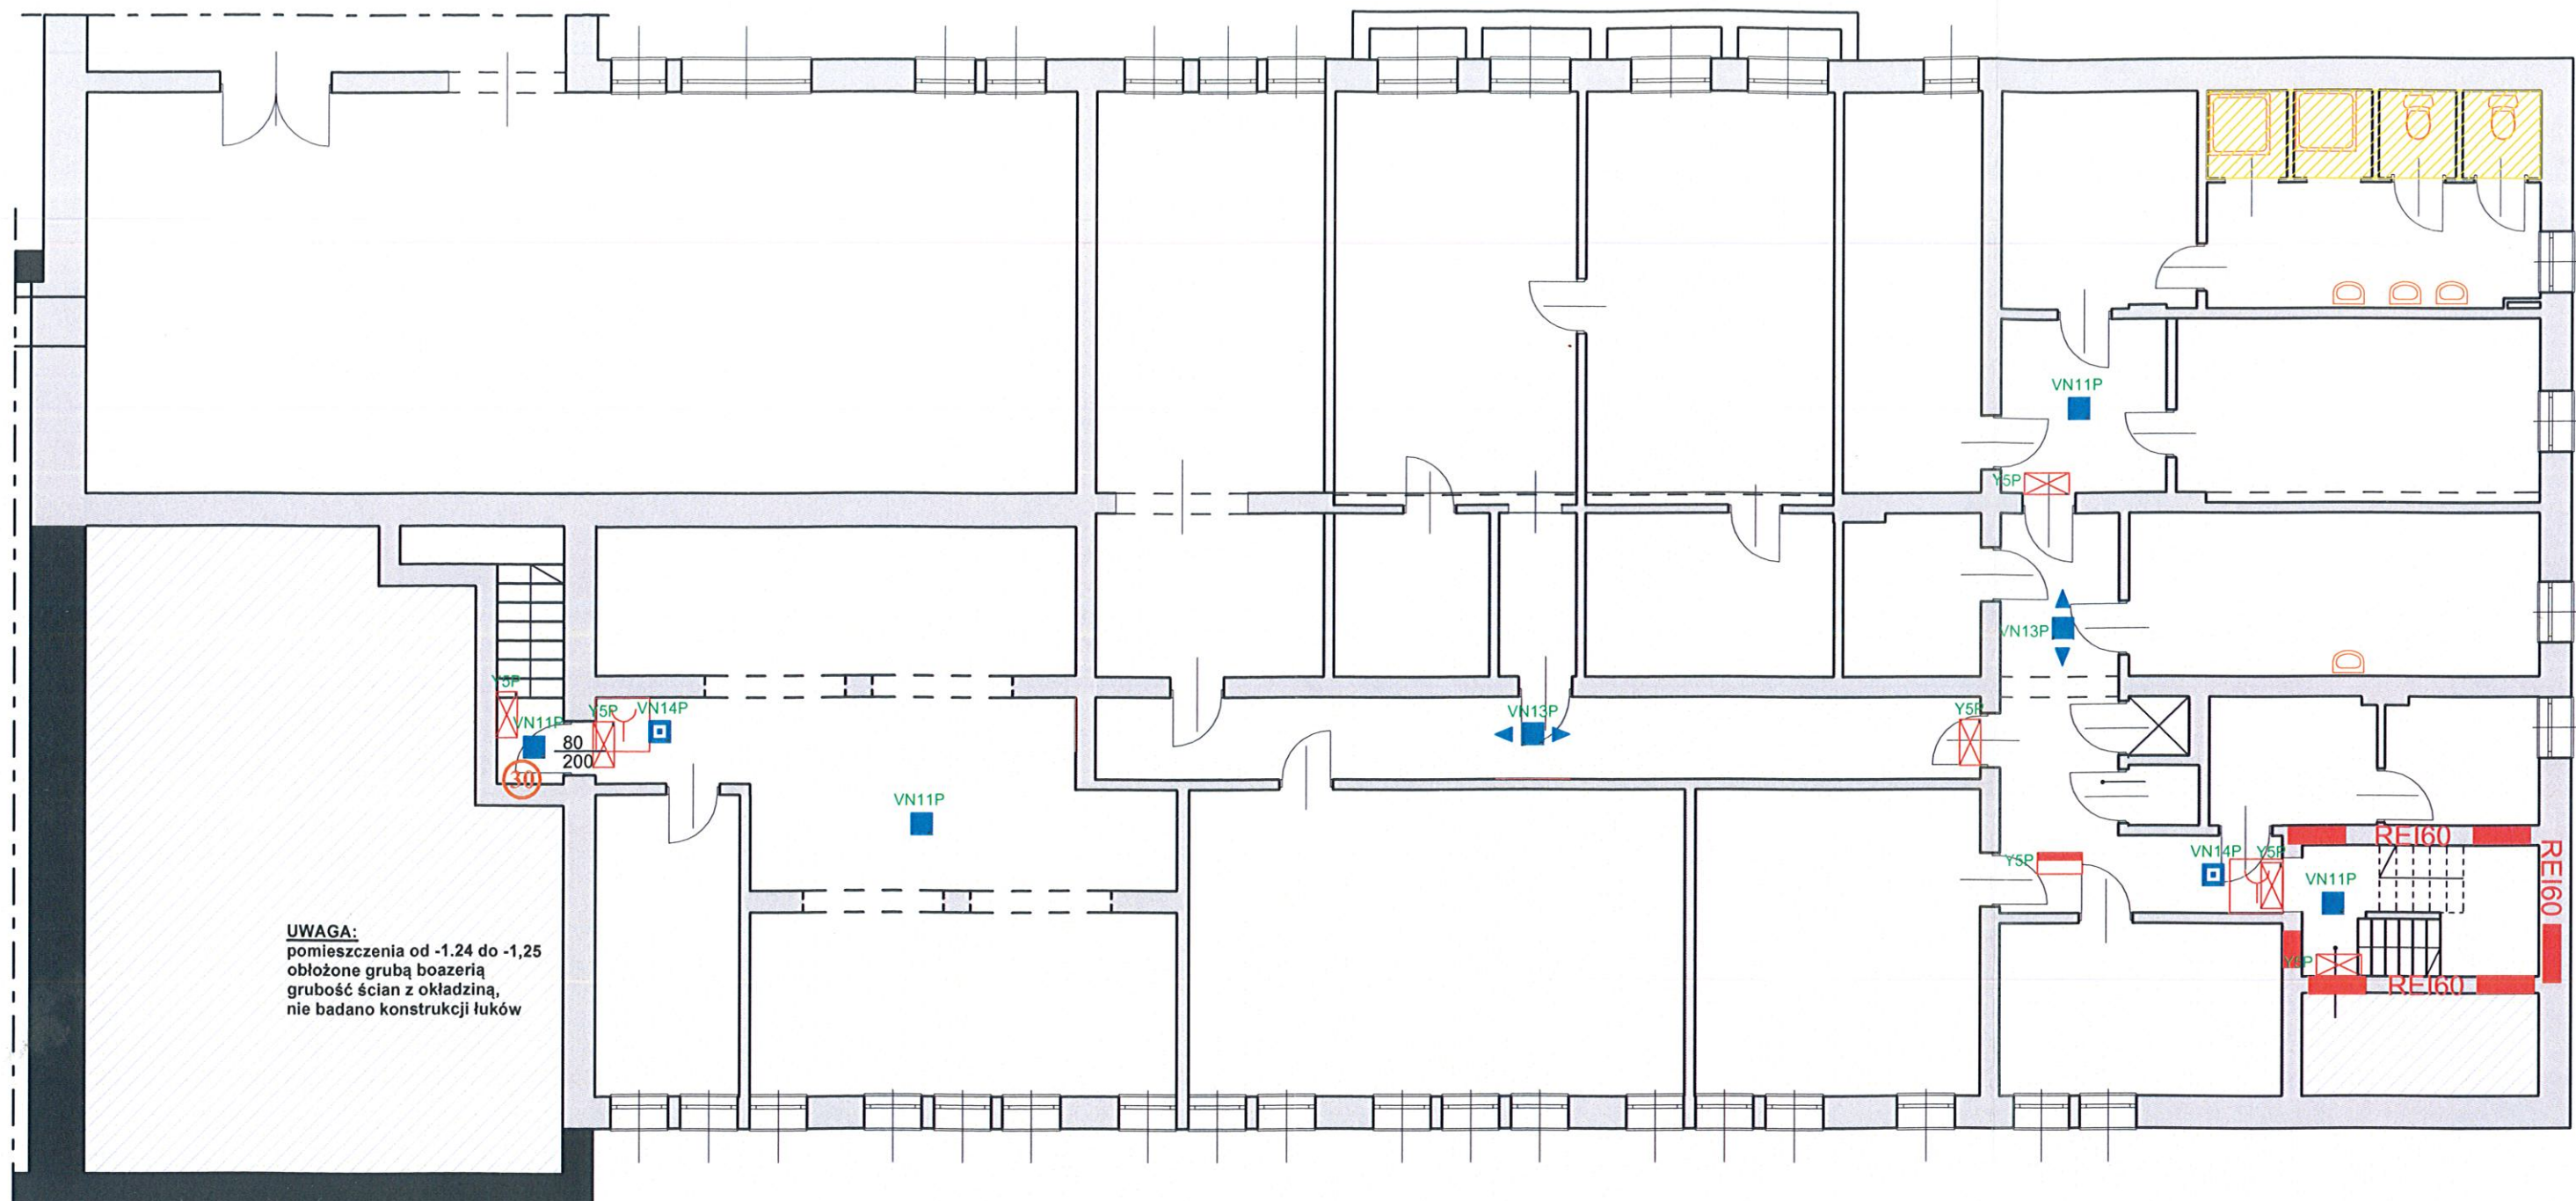 VN11P
Y5P
VN13P
Y5P
VN11P
80
200
30
Y5P
VN14P
VN13P
Y5P
VN11P
Y5P
VN14P
Y5P
REI60
VN11P
REI60
Y5P
REI60
UWAGA:
pomieszczenia od -1.24 do -1,25
obłożone grubą boazerią
grubość ścian z okładziną,
nie badano konstrukcji łuków